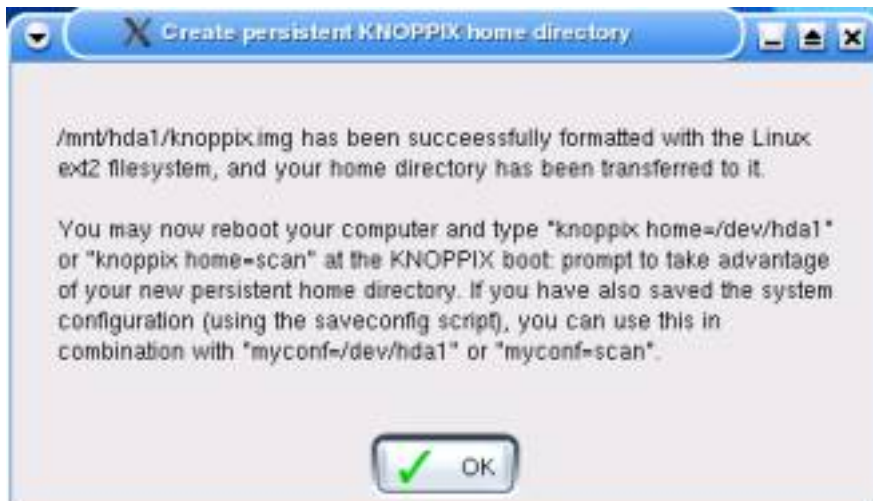 Create persistent KNOPPIX home directory
/mnt/hda1/knoppix.img has been succeessfully formatted with the Linux
ext2 filesystem, and your home directory has been transferred to it.
You may now reboot your computer and type "knoppix home=/dev/hda1"
or "knoppix home=scan" at the KNOPPIX boot: prompt to take advantage
of your new persistent home directory. If you have also saved the system
configuration (using the saveconfig script), you can use this in
combination with "myconf=/dev/hda1" or "myconf=scan".
OK